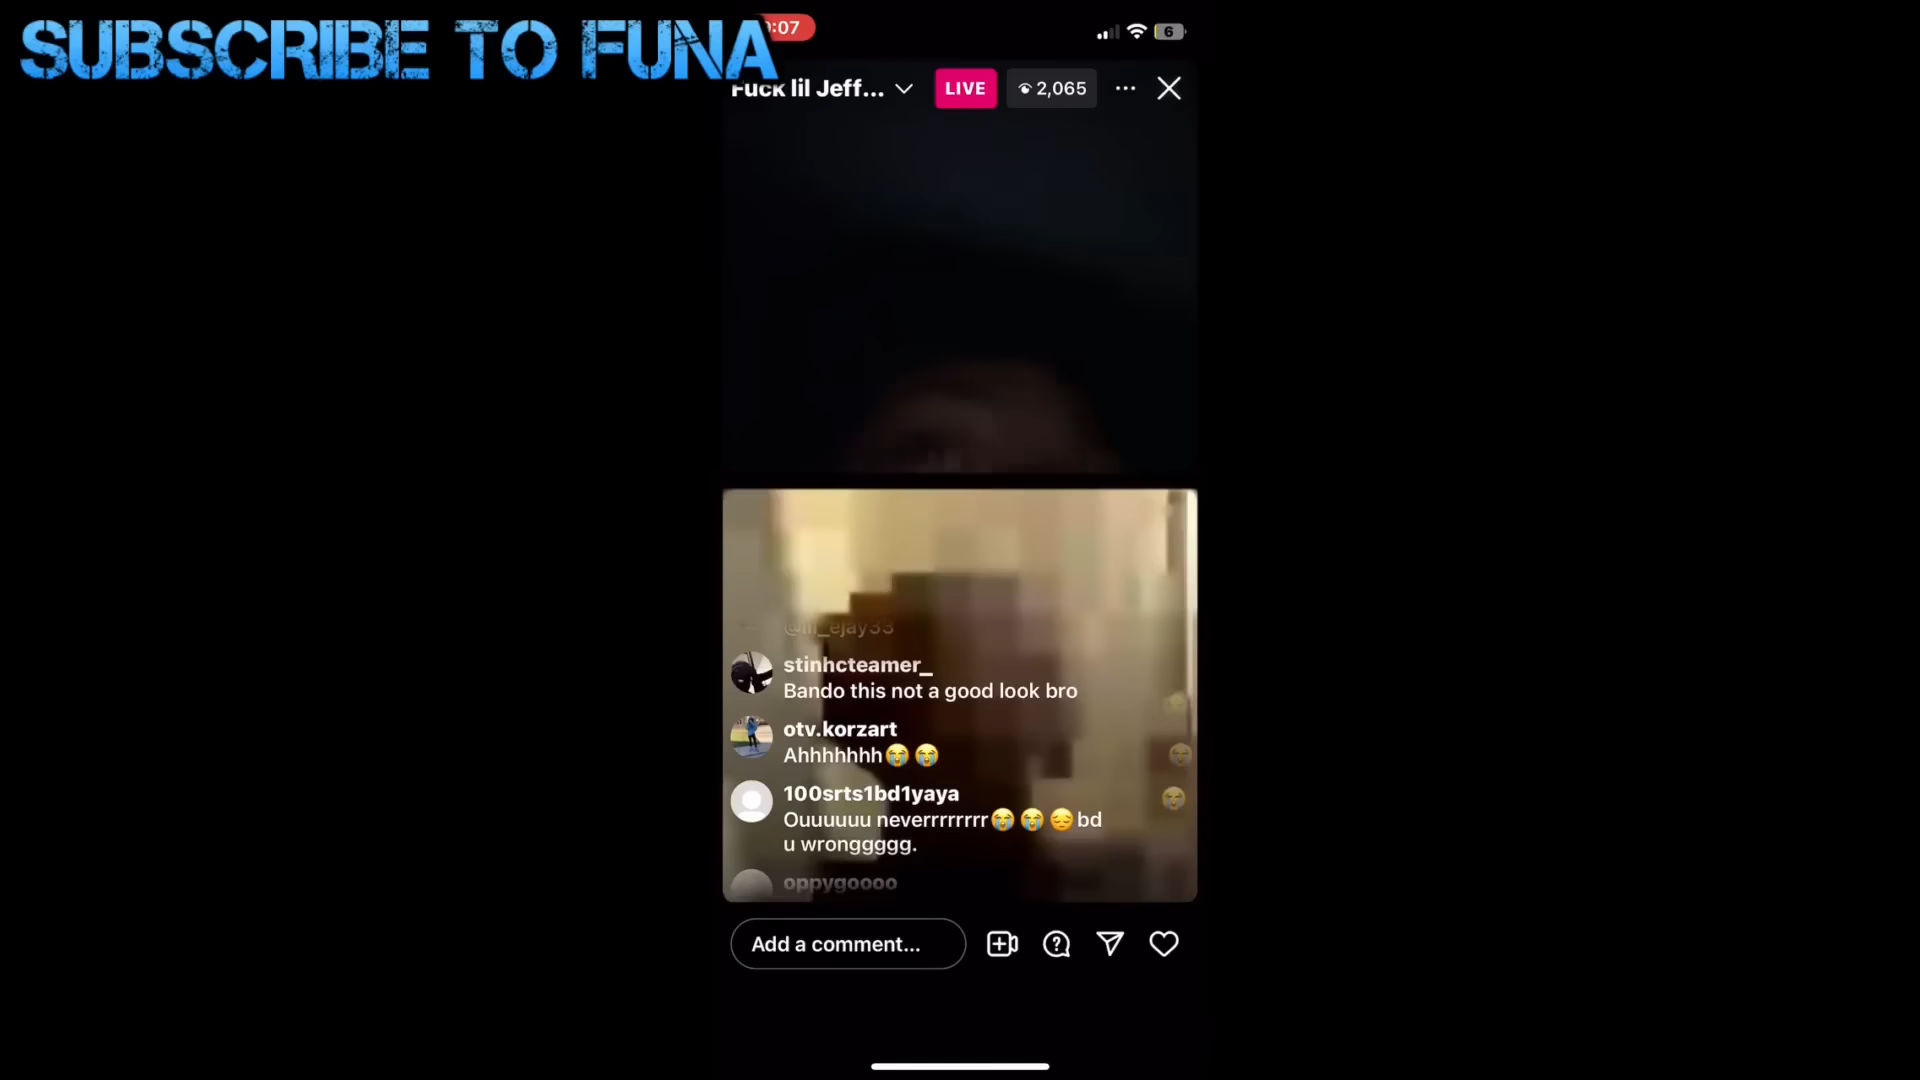 SUBSCRIBE TO FUNA
:07
6
Fuck lil Jeff...
LIVE
2,065
@lil_ejay33
stinhcteamer_
Bando this not a good look bro
otv.korzart
Ahhhhhhh😭😭
100srts1bd1yaya
Ouuuuuu neverrrrrrrr😭😭😔bd
u wronggggg.
oppygoooo
Add a comment...